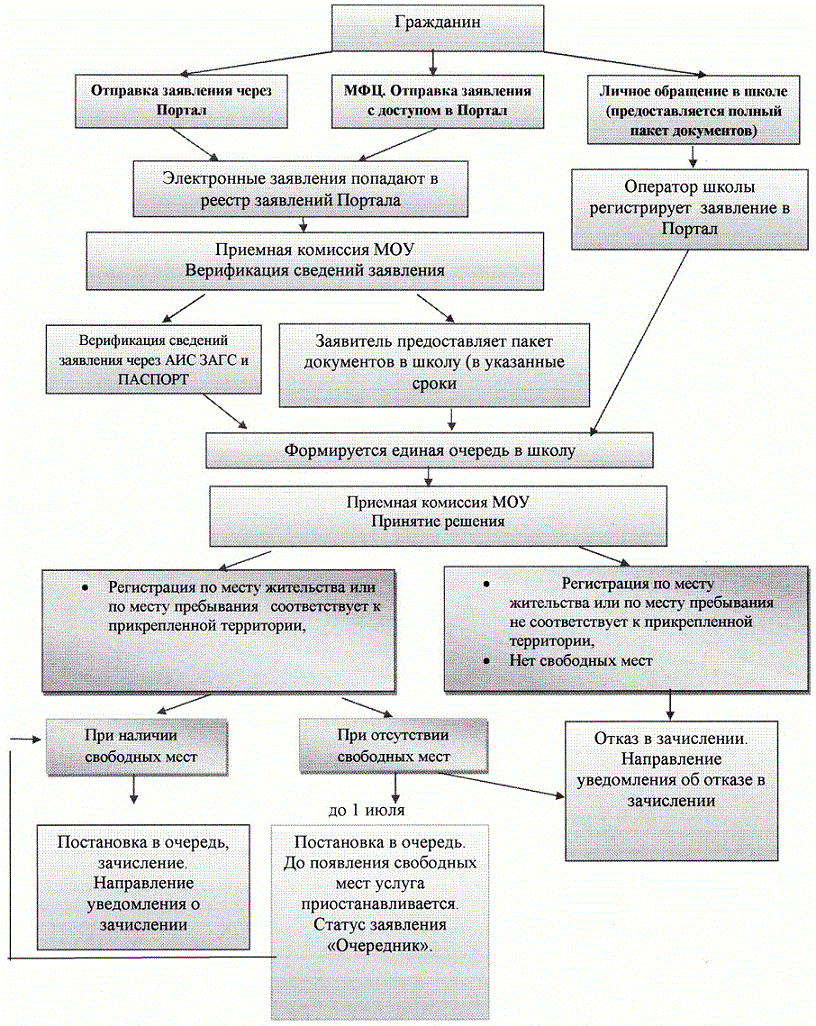 Гражданин
Отправка заявления через
Портал
МФЦ. Отправка заявления
с доступом в Портал
Личное обращение в школе
(предоставляется полный
пакет документов)
Электронные заявления попадают в
реестр заявлений Портала
Оператор школы
регистрирует заявление в
Портал
Приемная комиссия МОУ
Верификация сведений заявления
Верификация сведений
заявления через АИС ЗАГС и
ПАСПОРТ
Заявитель предоставляет пакет
документов в школу (в указанные
сроки
Формируется единая очередь в школу
Приемная комиссия МОУ
Принятие решения
• Регистрация по месту жительства или
по месту пребывания соответствует к
прикрепленной территории,
• Регистрация по месту
жительства или по месту пребывания
не соответствует к прикрепленной
территории,
• Нет свободных мест
При наличии
свободных мест
При отсутствии
свободных мест
Отказ в зачислении.
Направление
уведомления об отказе в
зачислении
до 1 июля
Постановка в очередь,
зачисление.
Направление
уведомления о
зачислении
Постановка в очередь.
До появления свободных
мест услуга
приостанавливается.
Статус заявления
«Очередник».